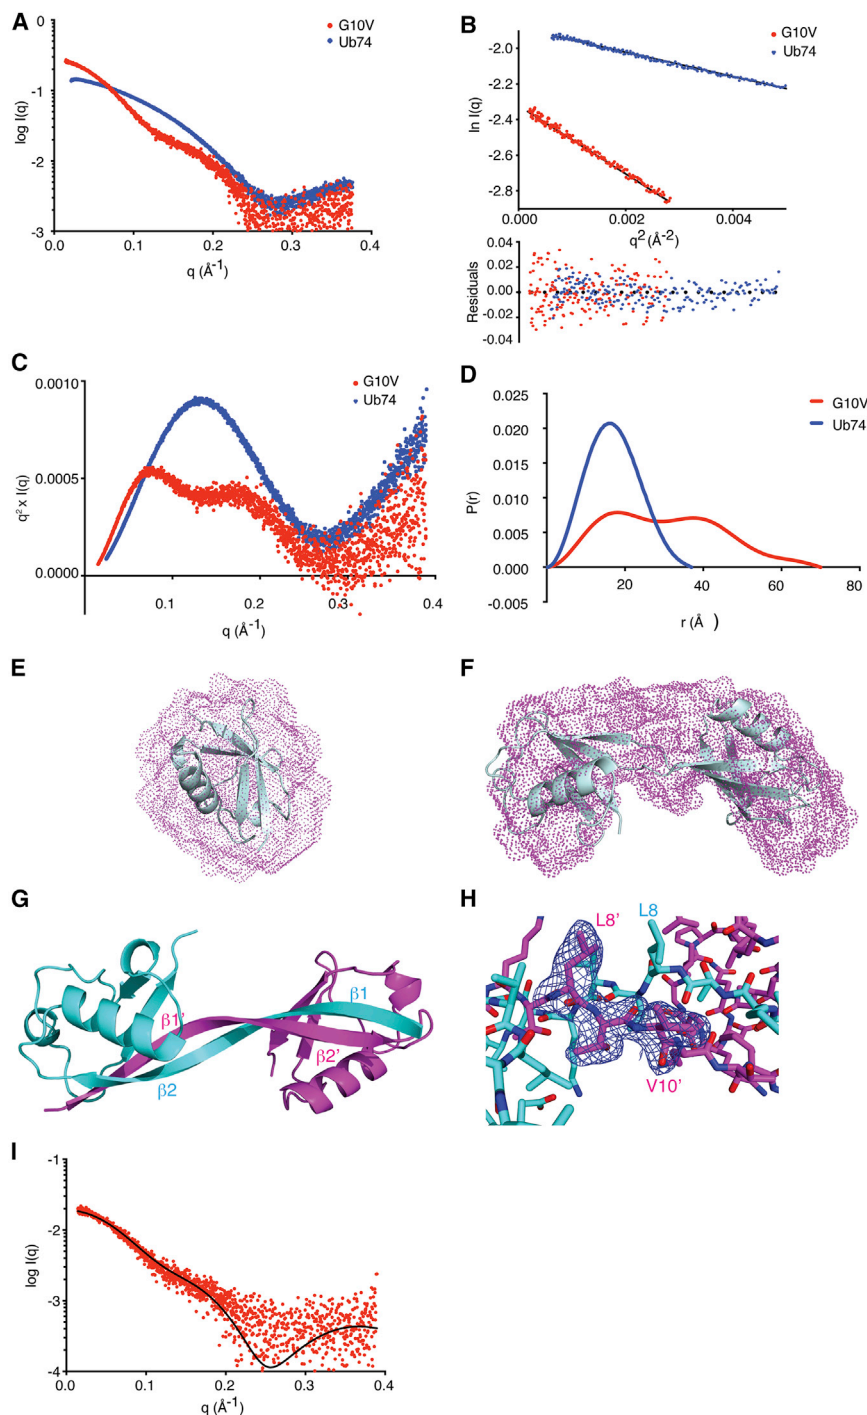 A
0
G10V
Ub74
-1
log I(q)
-2
-3
0.0 0.1 0.2 0.3 0.4
q (Å-1)
B
G10V
Ub74
-2.0
-2.2
ln I(q)
-2.4
-2.6
-2.8
0.000 0.002 0.004
q2 (Å-2)
0.04
0.02
Residuals
0.00
-0.02
-0.04
C
0.0010
G10V
Ub74
q2 x I(q)
0.0005
0.0000
0.1 0.2 0.3 0.4
q (Å-1)
D
0.025
G10V
Ub74
0.020
0.015
P(r)
0.010
0.005
0.000
-0.005
20 40 60 80
r (Å )
E
F
G
β1
β1'
β2'
β2
H
L8' L8
V10'
I
-1
-2
log I(q)
-3
-4
0.0 0.1 0.2 0.3 0.4
q (Å-1)